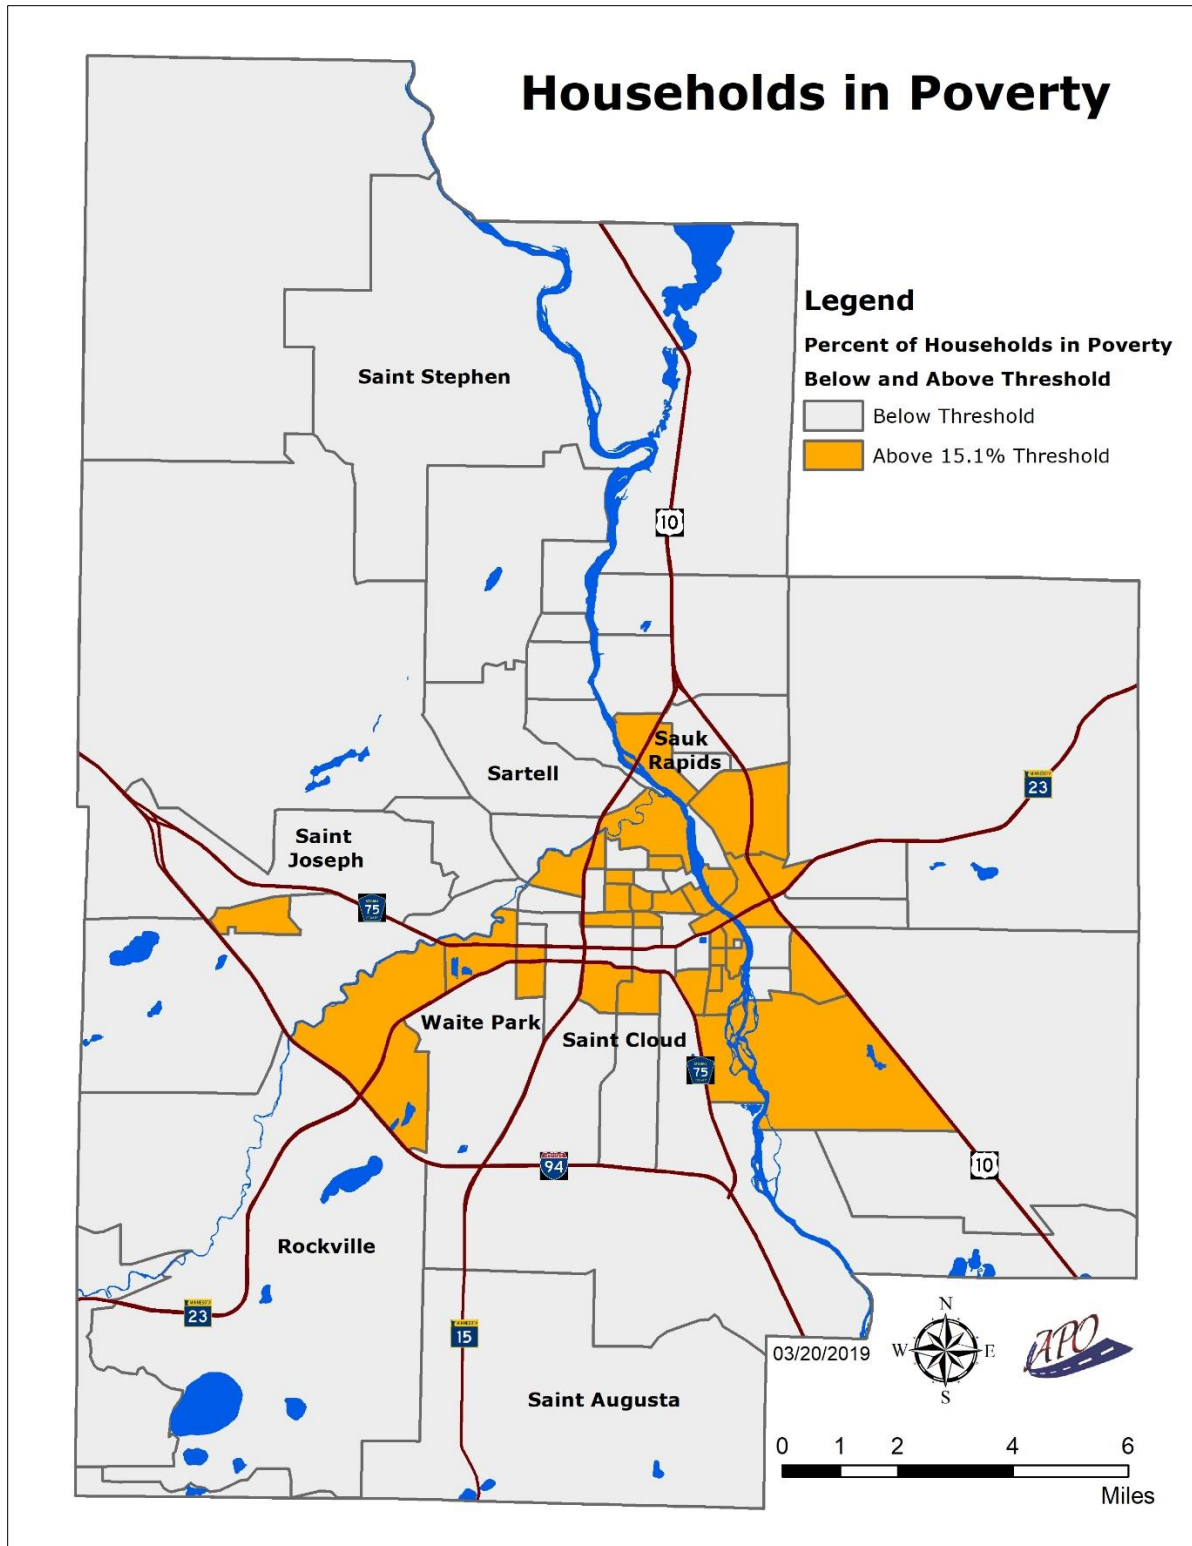 Households in Poverty
Legend
Percent of Households in Poverty
Below and Above Threshold
Below Threshold
Above 15.1% Threshold
Saint Stephen
10
Sauk
Rapids
Sartell
23
Saint
Joseph
75
Waite Park
Saint Cloud
75
94
10
Rockville
23
15
N
W
E
S
APO
03/20/2019
Saint Augusta
0 1 2 4 6
Miles